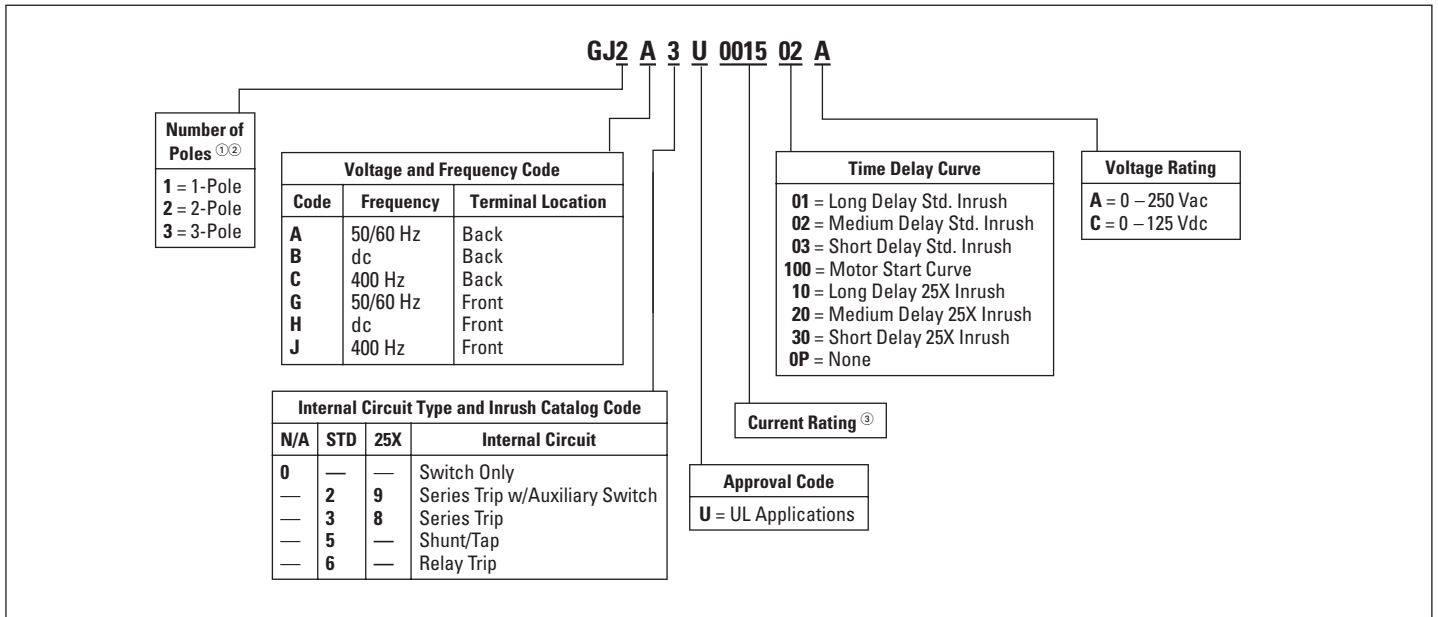 GJ2 A 3 U 0015 02 A
Number of
Poles ①②
1 = 1-Pole
2 = 2-Pole
3 = 3-Pole
Voltage and Frequency Code
Code Frequency Terminal Location
A 50/60 Hz Back
B dc Back
C 400 Hz Back
G 50/60 Hz Front
H dc Front
J 400 Hz Front
Internal Circuit Type and Inrush Catalog Code
N/A STD 25X Internal Circuit
0 — — Switch Only
— 2 9 Series Trip w/Auxiliary Switch
— 3 8 Series Trip
— 5 — Shunt/Tap
— 6 — Relay Trip
Approval Code
U = UL Applications
Current Rating ③
Time Delay Curve
01 = Long Delay Std. Inrush
02 = Medium Delay Std. Inrush
03 = Short Delay Std. Inrush
100 = Motor Start Curve
10 = Long Delay 25X Inrush
20 = Medium Delay 25X Inrush
30 = Short Delay 25X Inrush
0P = None
Voltage Rating
A = 0 – 250 Vac
C = 0 – 125 Vdc